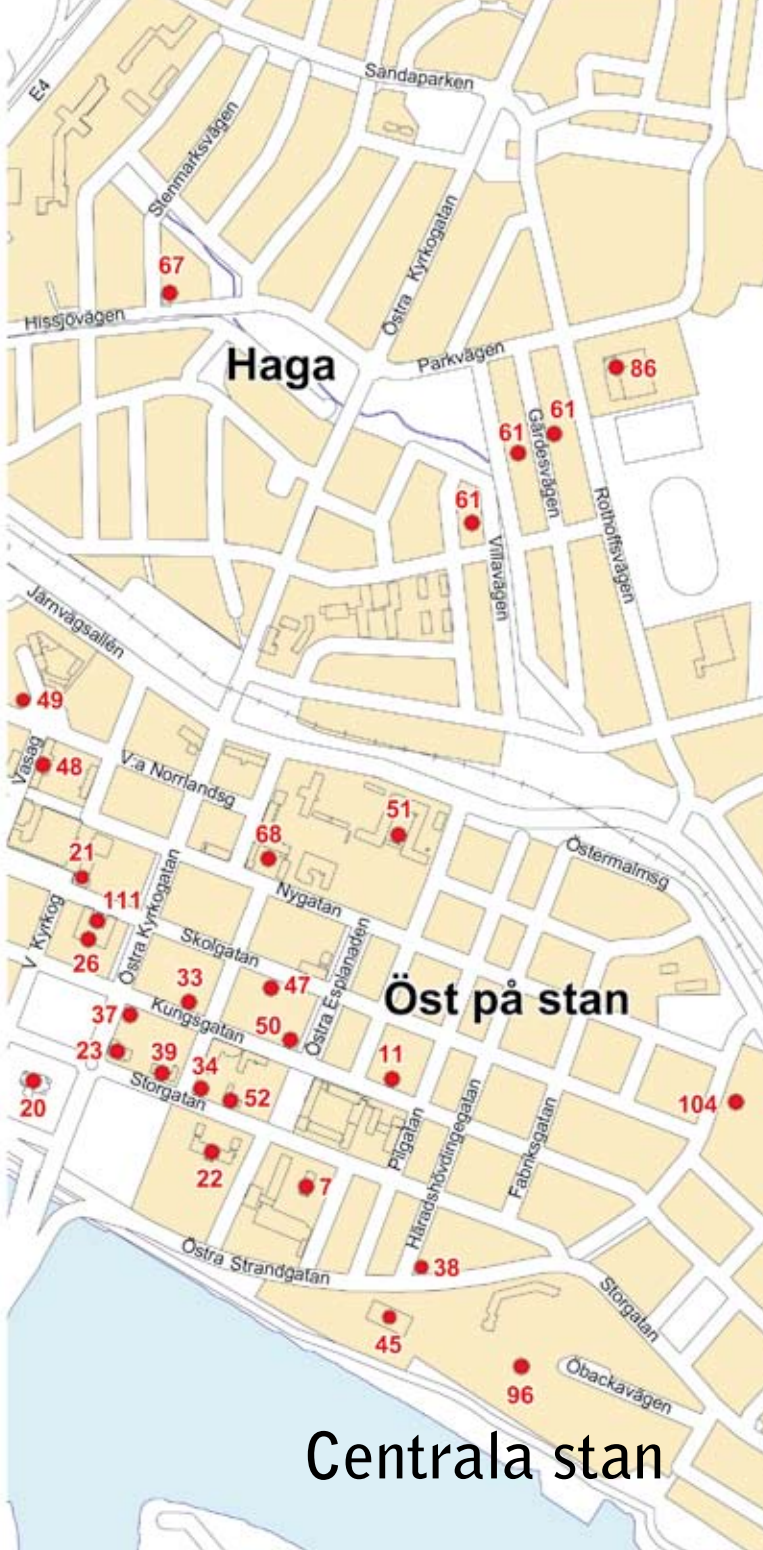 Sandaparken
E4
Stenmarksvägen
Östra Kyrkogatan
67
Hissjövägen
Haga
Parkvägen
86
61
61
Gärdesvägen
61
Rothoffsvägen
Villavägen
Järnvägsallén
49
Vasag
48
V:a Norrlandsg
51
68
Östermalmsg
21
Nygatan
111
V Kyrkog
26
Östra Kyrkogatan
Skolgatan
47
Östra Esplanaden
Öst på stan
33
37
Kungsgatan
50
23
39
34
11
20
Storgatan
52
104
Pilgatan
Häradshövdingegatan
Fabriksgatan
22
7
Östra Strandgatan
38
Storgatan
45
96
Öbackavägen
Centrala stan